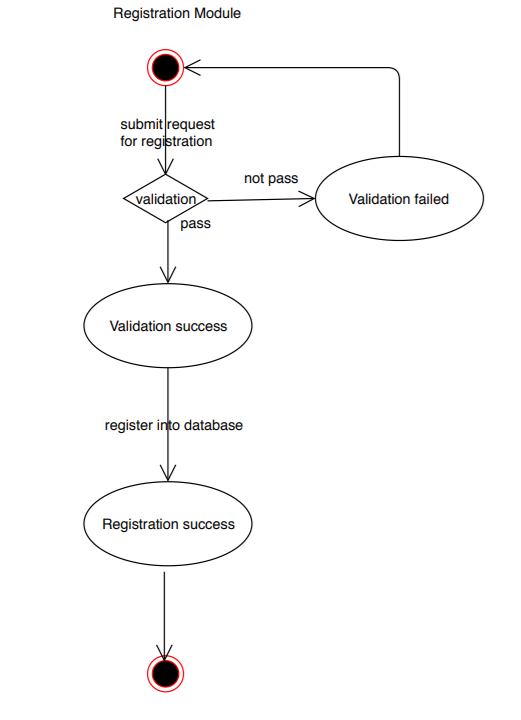 Registration Module
submit request
for registration
not pass
validation
Validation failed
pass
Validation success
register into database
Registration success